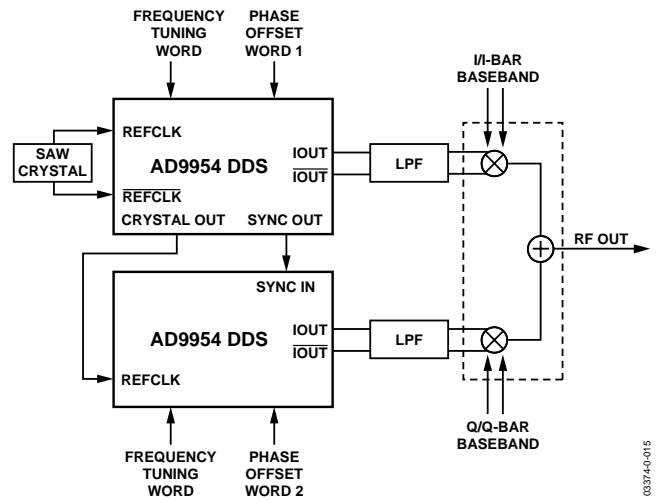 FREQUENCY
TUNING
WORD
PHASE
OFFSET
WORD 1
I/I-BAR
BASEBAND
REFCLK
SAW
CRYSTAL
AD9954 DDS
IOUT
IOUT
LPF
REFCLK
CRYSTAL OUT
SYNC OUT
RF OUT
SYNC IN
AD9954 DDS
IOUT
IOUT
LPF
REFCLK
Q/Q-BAR
BASEBAND
FREQUENCY
TUNING
WORD
PHASE
OFFSET
WORD 2
03374-0-015